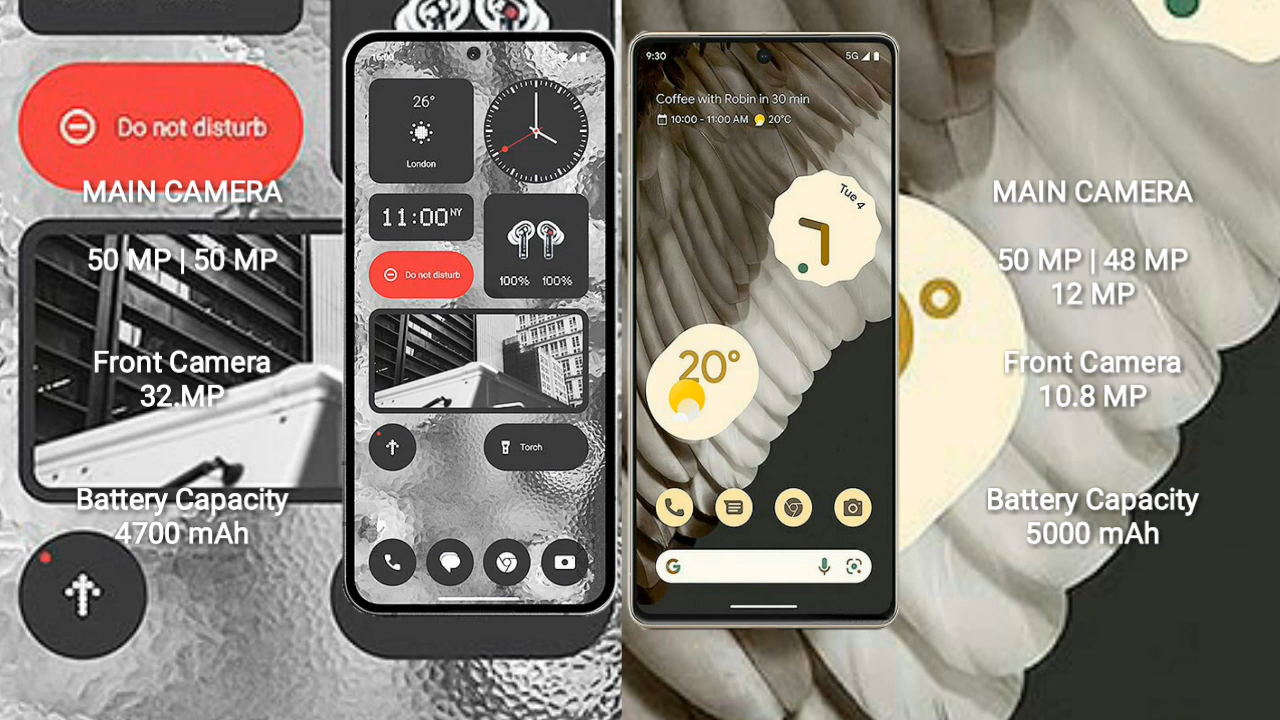 Do not disturb
MAIN CAMERA
50 MP | 50 MP
Front Camera
32.MP
Battery Capacity
4700 mAh
16:00
26°
London
11:00 NY
100% 100%
Do not disturb
Torch
9:30
5G
Coffee with Robin in 30 min
10:00 - 11:00 AM 20°C
Tue 4
20°
G
MAIN CAMERA
50 MP | 48 MP
12 MP
Front Camera
10.8 MP
Battery Capacity
5000 mAh